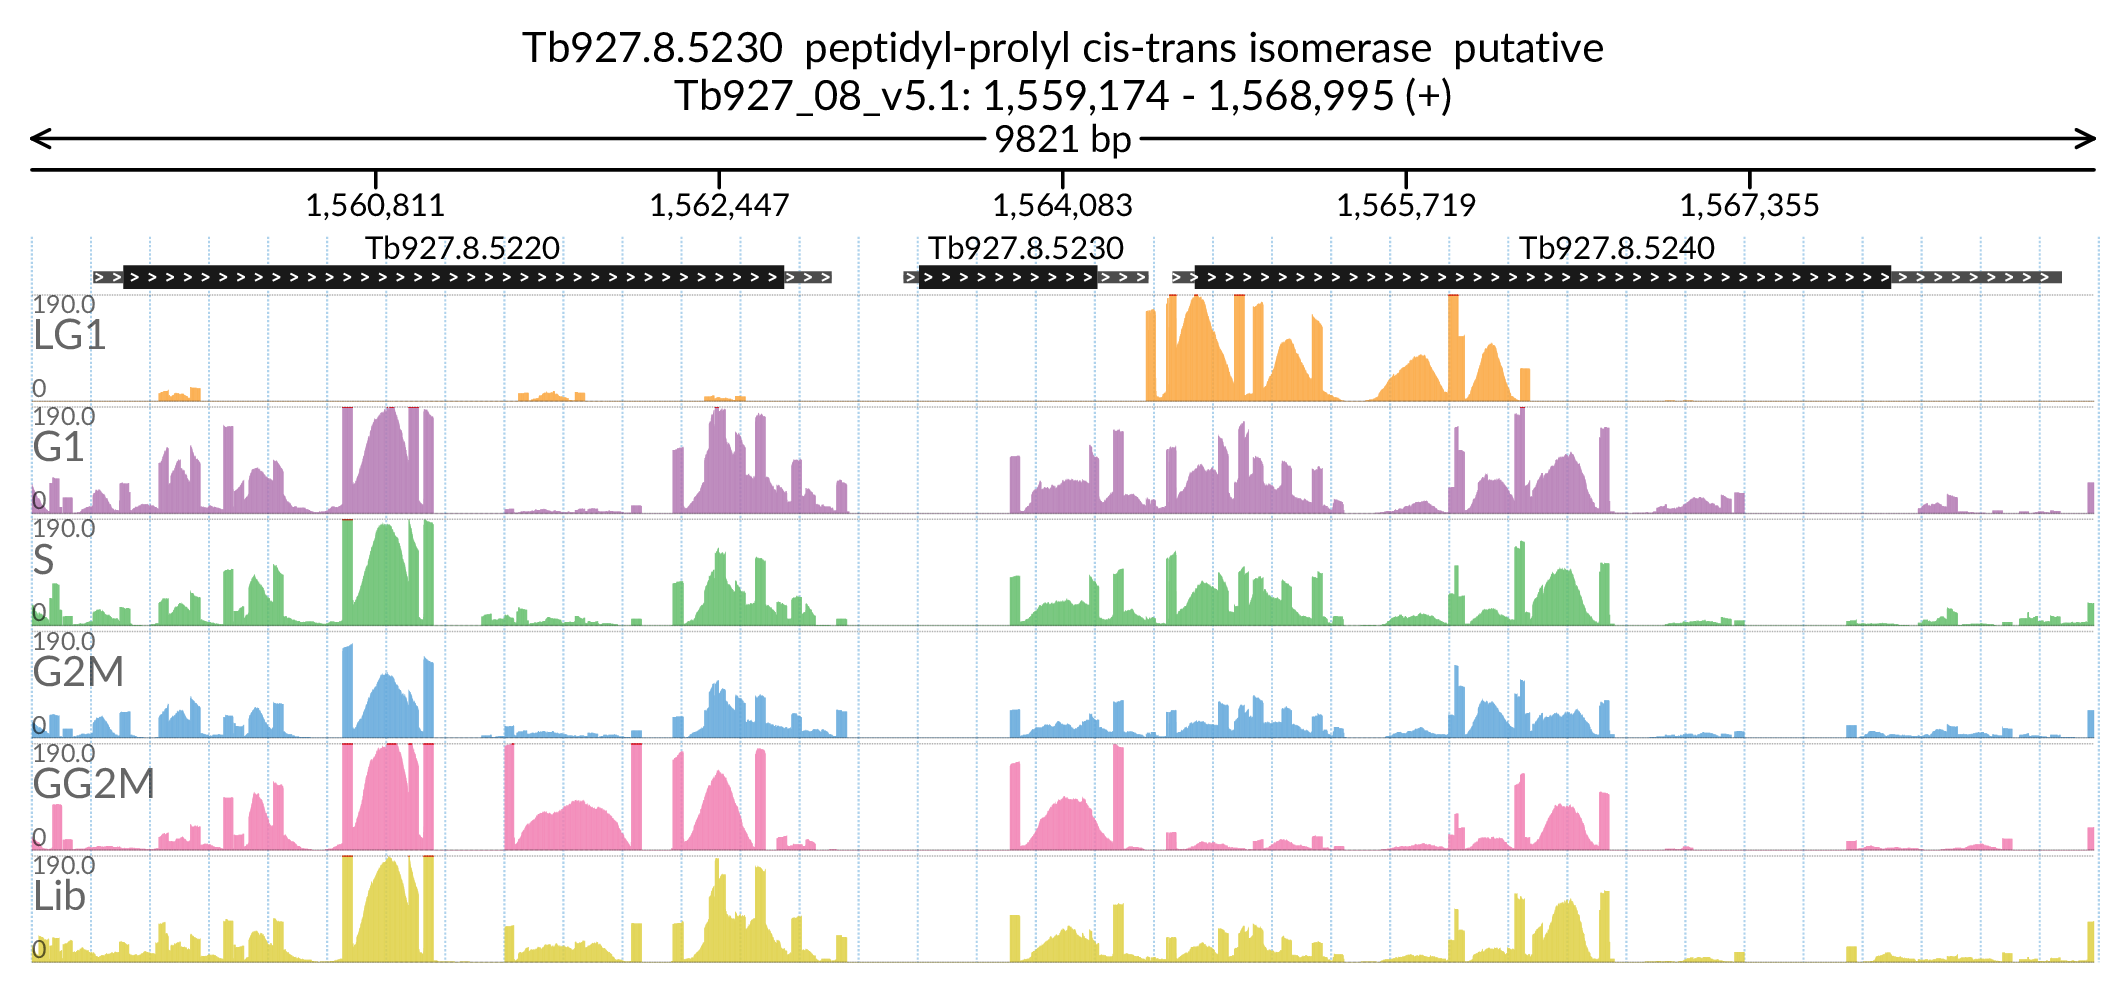 Tb927.8.5230  peptidyl-prolyl cis-trans isomerase  putative
Tb927_08_v5.1: 1,559,174 - 1,568,995 (+)
9821 bp
1,560,811 1,562,447 1,564,083 1,565,719 1,567,355
Tb927.8.5220 Tb927.8.5230 Tb927.8.5240
190.0
LG1
0
190.0
G1
0
190.0
S
0
190.0
G2M
0
190.0
GG2M
0
190.0
Lib
0